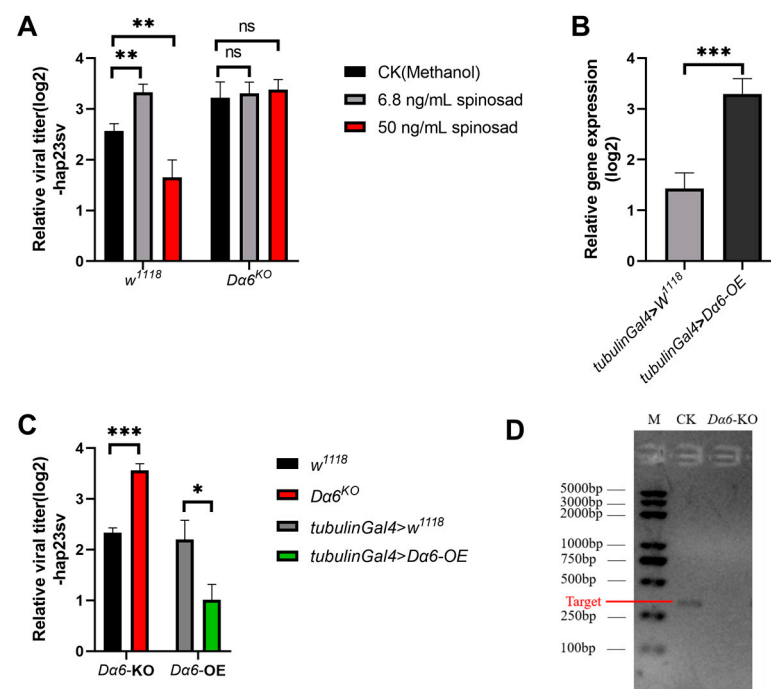 A
Relative viral titer(log2)
-hap23sv
4
3
2
1
0
**
**
ns
ns
w1118
Dα6KO
CK(Methanol)
6.8 ng/mL spinosad
50 ng/mL spinosad
B
Relative gene expression
(log2)
4
3
2
1
0
***
tubulinGal4>W1118
tubulinGal4>Dα6-OE
C
Relative viral titer(log2)
-hap23sv
4
3
2
1
0
***
*
Dα6-KO
Dα6-OE
w1118
Dα6KO
tubulinGal4>w1118
tubulinGal4>Dα6-OE
D
M CK Dα6-KO
5000bp
3000bp
2000bp
1000bp
750bp
500bp
Target
250bp
100bp